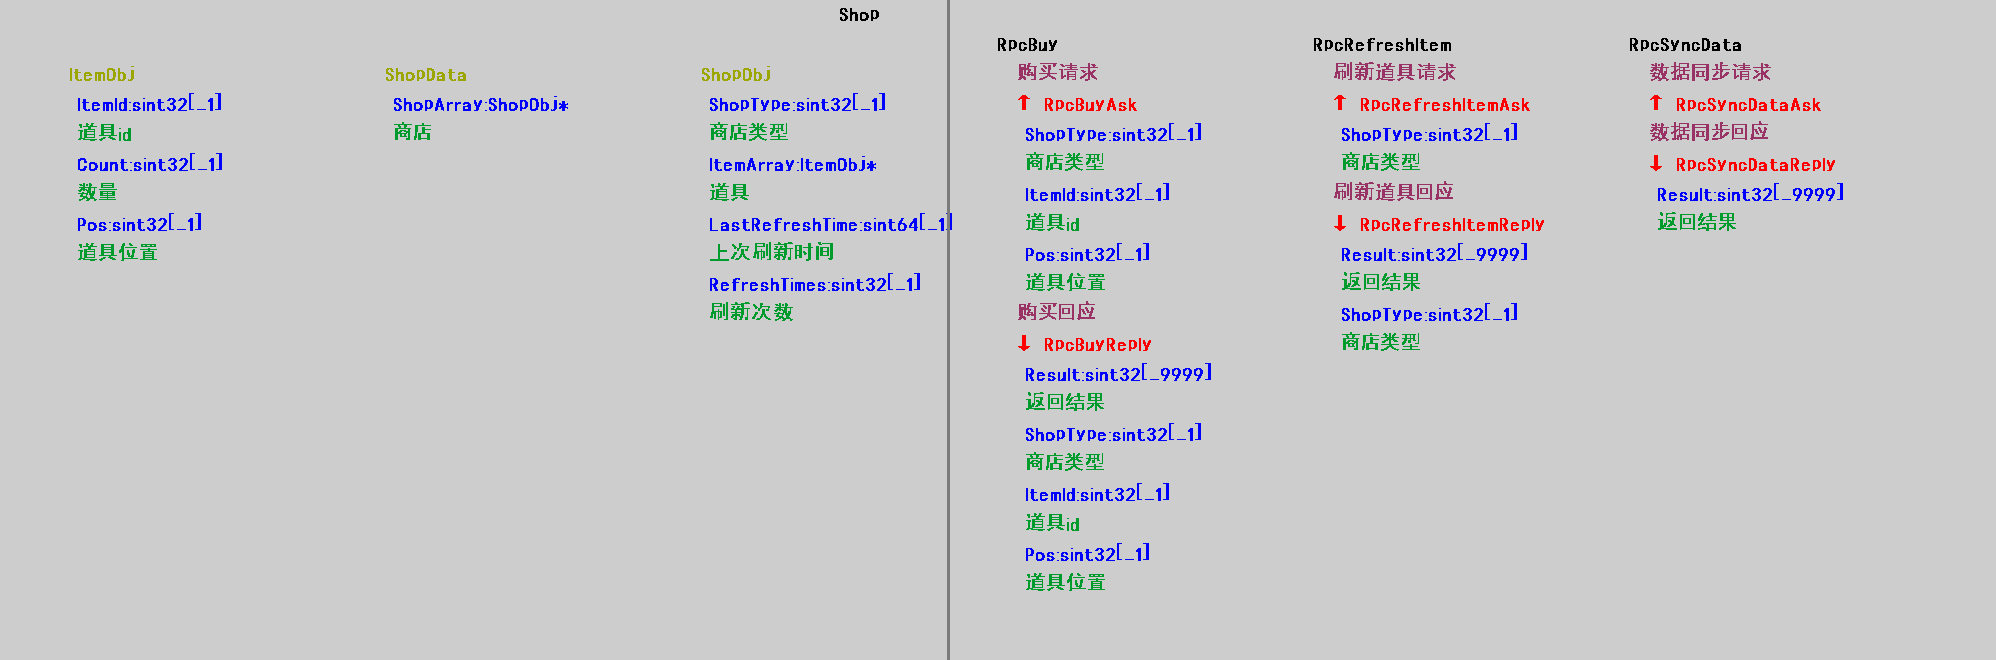 Shop
ItemObj
ItemId:sint32[_1]
道具id
Count:sint32[_1]
数量
Pos:sint32[_1]
道具位置
ShopData
ShopArray:ShopObj*
商店
ShopObj
ShopType:sint32[_1]
商店类型
ItemArray:ItemObj*
道具
LastRefreshTime:sint64[_1]
上次刷新时间
RefreshTimes:sint32[_1]
刷新次数
RpcBuy
购买请求
↑ RpcBuyAsk
ShopType:sint32[_1]
商店类型
ItemId:sint32[_1]
道具id
Pos:sint32[_1]
道具位置
购买回应
↓ RpcBuyReply
Result:sint32[_9999]
返回结果
ShopType:sint32[_1]
商店类型
ItemId:sint32[_1]
道具id
Pos:sint32[_1]
道具位置
RpcRefreshItem
刷新道具请求
↑ RpcRefreshItemAsk
ShopType:sint32[_1]
商店类型
刷新道具回应
↓ RpcRefreshItemReply
Result:sint32[_9999]
返回结果
ShopType:sint32[_1]
商店类型
RpcSyncData
数据同步请求
↑ RpcSyncDataAsk
数据同步回应
↓ RpcSyncDataReply
Result:sint32[_9999]
返回结果